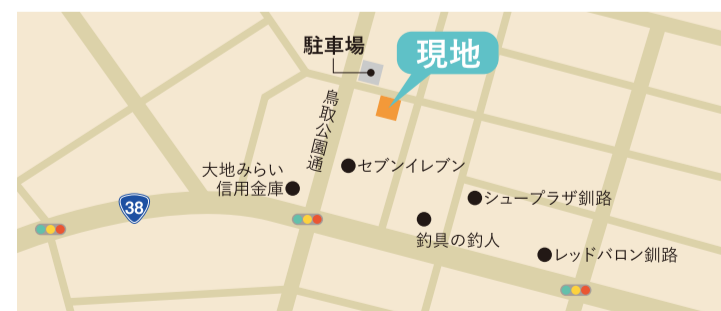 駐車場
現地
鳥取公園通
セブンイレブン
大地みらい
信用金庫
38
シュープラザ釧路
釣具の釣人
レッドバロン釧路